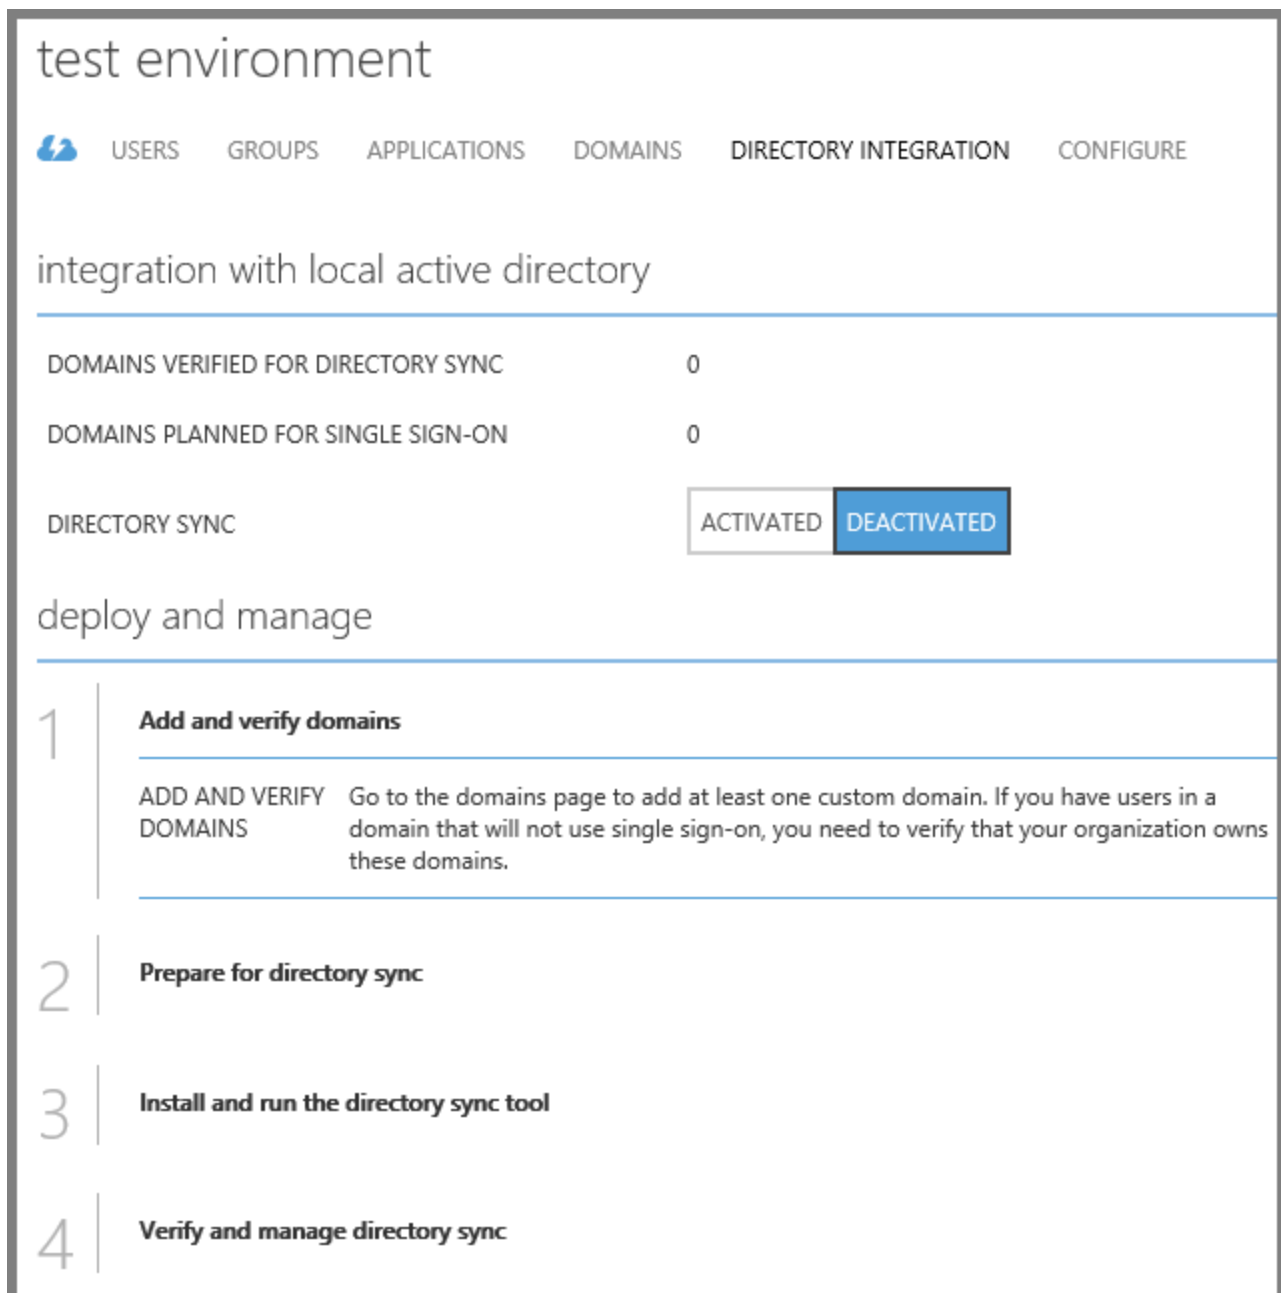 test environment
USERS GROUPS APPLICATIONS DOMAINS DIRECTORY INTEGRATION CONFIGURE
integration with local active directory
DOMAINS VERIFIED FOR DIRECTORY SYNC 0
DOMAINS PLANNED FOR SINGLE SIGN-ON 0
DIRECTORY SYNC ACTIVATED DEACTIVATED
deploy and manage
1 Add and verify domains
ADD AND VERIFY DOMAINS
Go to the domains page to add at least one custom domain. If you have users in a
domain that will not use single sign-on, you need to verify that your organization owns
these domains.
2 Prepare for directory sync
3 Install and run the directory sync tool
4 Verify and manage directory sync